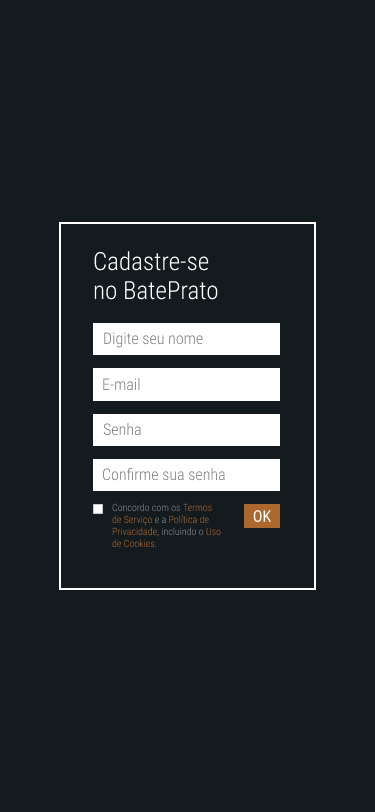 Cadastre-se
no BatePrato
Digite seu nome
E-mail
Senha
Confirme sua senha
Concordo com os Termos
de Serviço e a Política de
Privacidade, incluindo o Uso
de Cookies.
OK